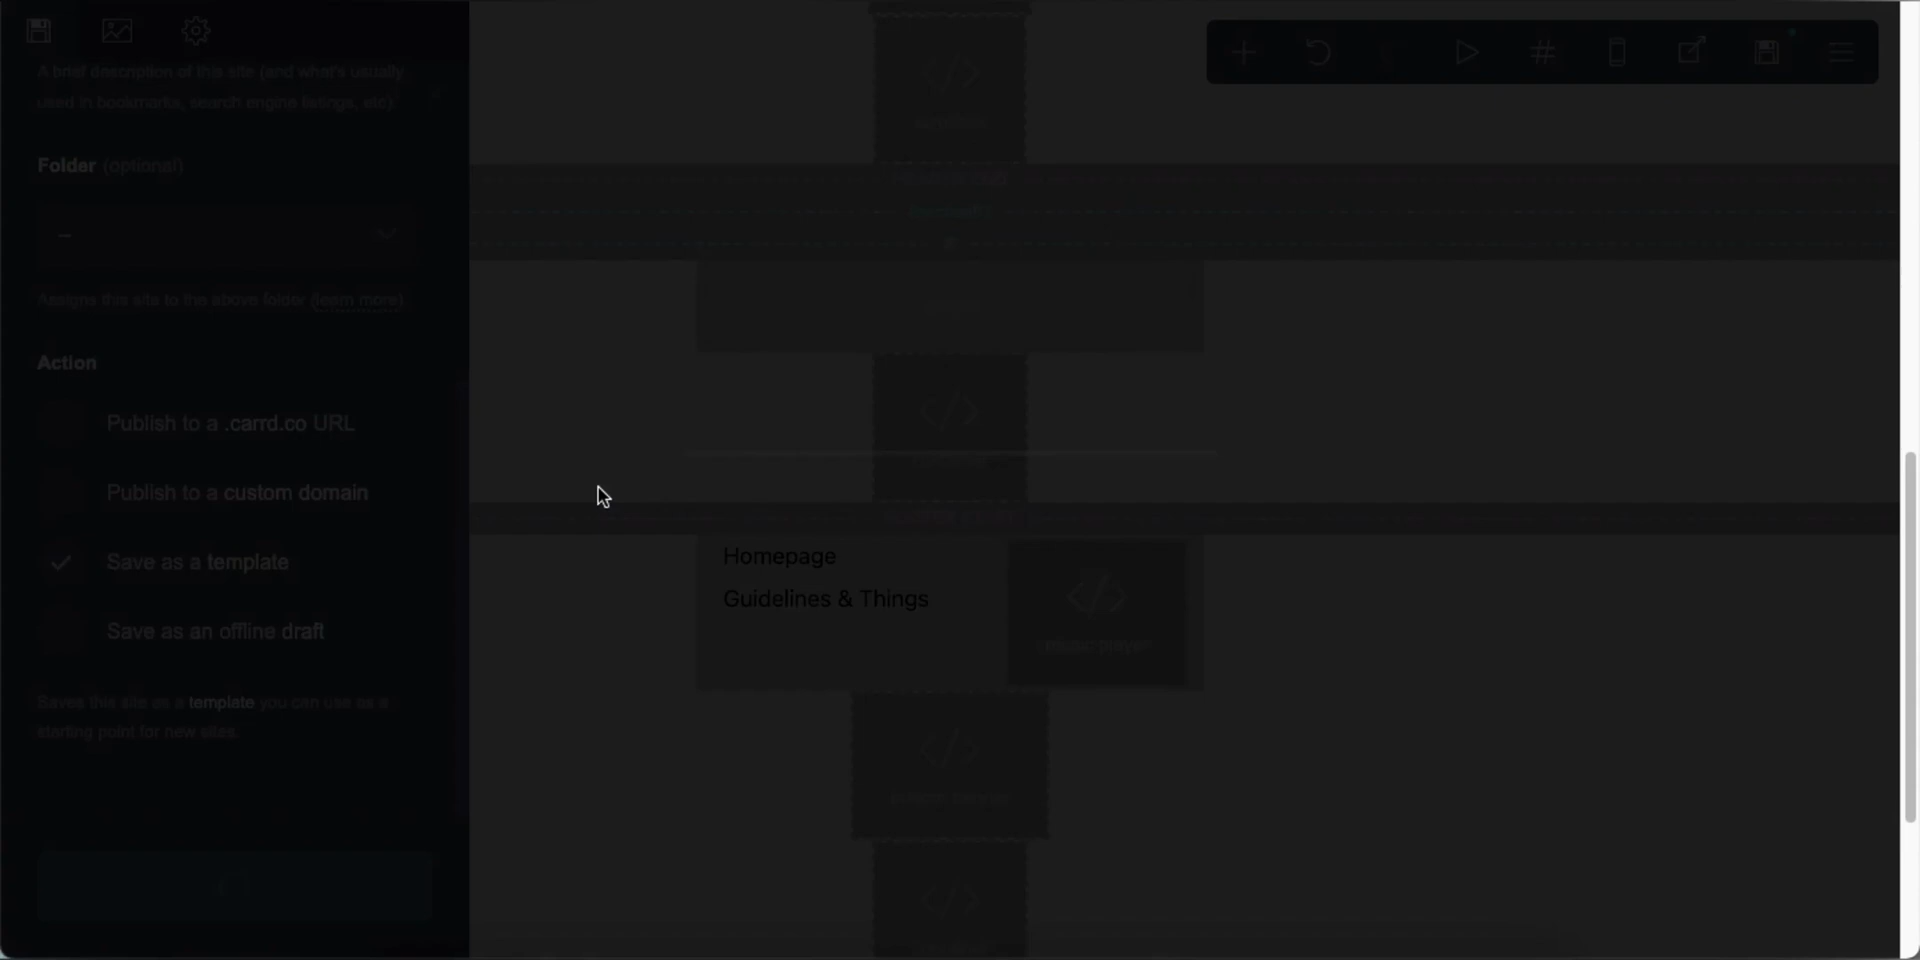 A brief description of this site (and what's usually
used in bookmarks, search engine listings, etc).
Folder (optional)
--
Assigns this site to the above folder (learn more)
Action
Publish to a .carrd.co URL
Publish to a custom domain
Save as a template
Save as an offline draft
Saves this site as a template you can use as a
starting point for new sites.
</>
</>
Homepage
Guidelines & Things
</>
music player
</>
</>